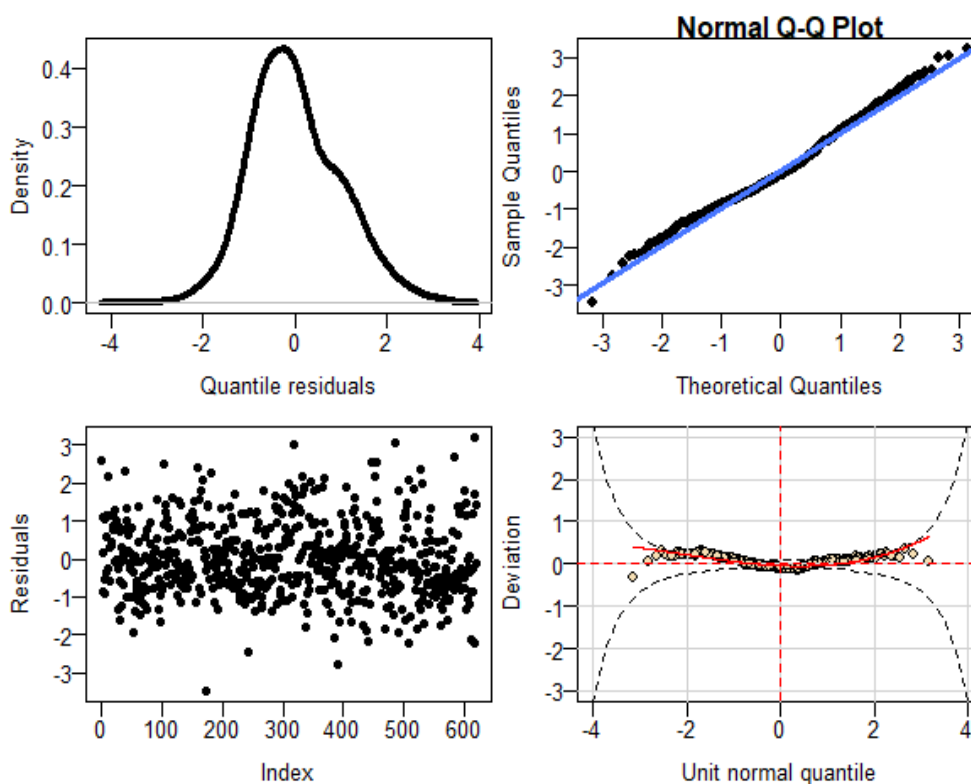 Density
0.4
0.3
0.2
0.1
0.0
-4 -2 0 2 4
Quantile residuals
Normal Q-Q Plot
Sample Quantiles
3
2
1
0
-1
-2
-3
-3 -2 -1 0 1 2 3
Theoretical Quantiles
Residuals
3
2
1
0
-1
-2
-3
0 100 200 300 400 500 600
Index
Deviation
3
2
1
0
-1
-2
-3
-4 -2 0 2 4
Unit normal quantile